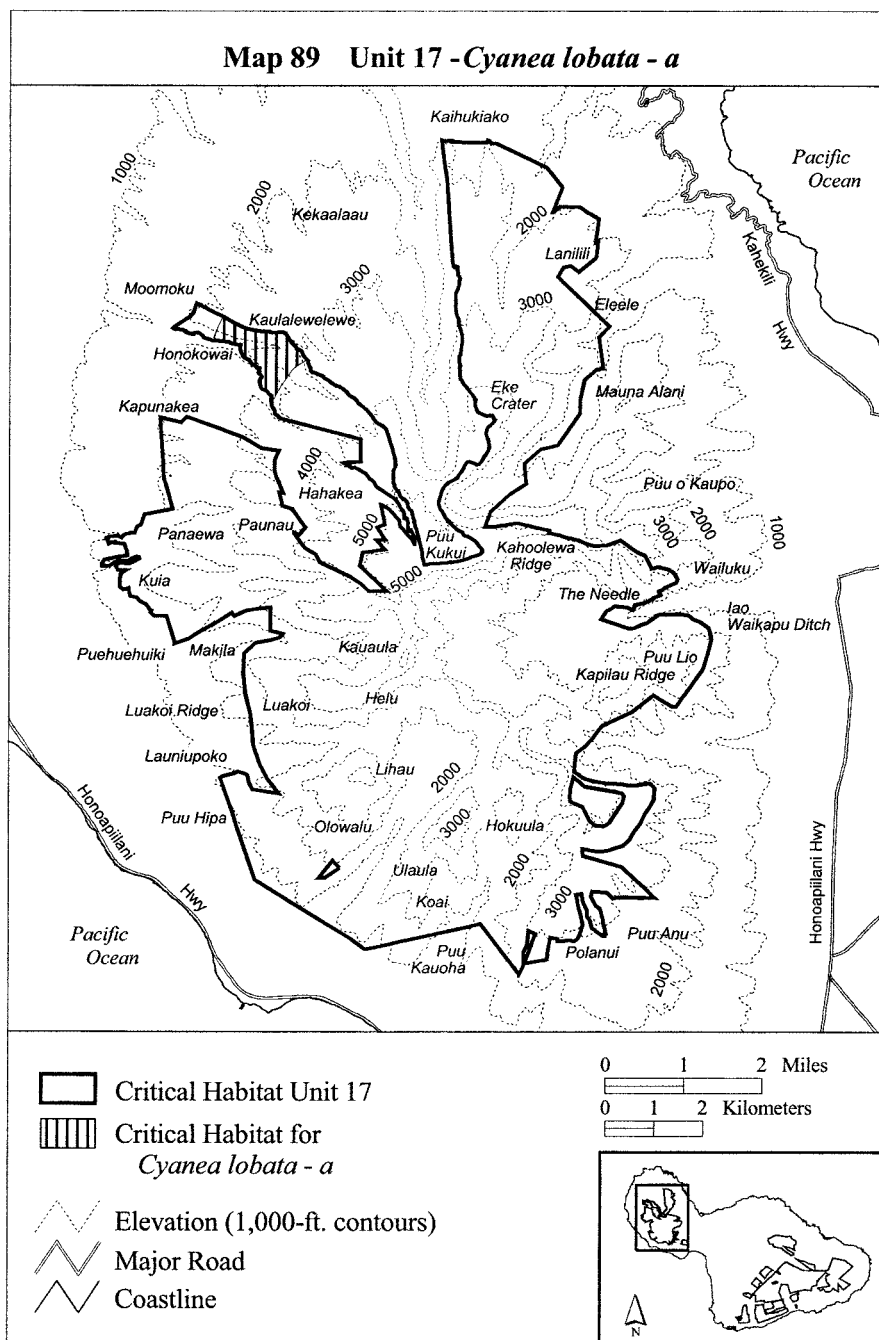 Map 89 Unit 17 -Cyanea lobata - a
Kaihukiako
Pacific
Ocean
1000
2000
Kekaalaau
2000
Lanilili
Kahekili
Hwy
3000
Moomoku
Kaulalewelewe
3000
Eleele
Honokowai
Kapunakea
Eke
Crater
Mauna Alani
4000
Hahakea
Puu o Kaupo
Panaewa
Paunau
5000
Puu
Kukui
Kahoolewa
Ridge
3000
2000
1000
Kuia
5000
The Needle
Wailuku
Iao
Waikapu Ditch
Puehuehuiki
Makila
Kauaula
Puu Lio
Kapilau Ridge
Luakoi Ridge
Luakoi
Helu
Launiupoko
Lihau
2000
Puu Hipa
Olowalu
3000
Hokuula
Honoapiilani
Hwy
Ulaula
2000
Koai
3000
Honoapiilani Hwy
Pacific
Ocean
Puu
Kauoha
Polanui
Puu Anu
2000
Critical Habitat Unit 17
Critical Habitat for
Cyanea lobata - a
Elevation (1,000-ft. contours)
Major Road
Coastline
0 1 2 Miles
0 1 2 Kilometers
N